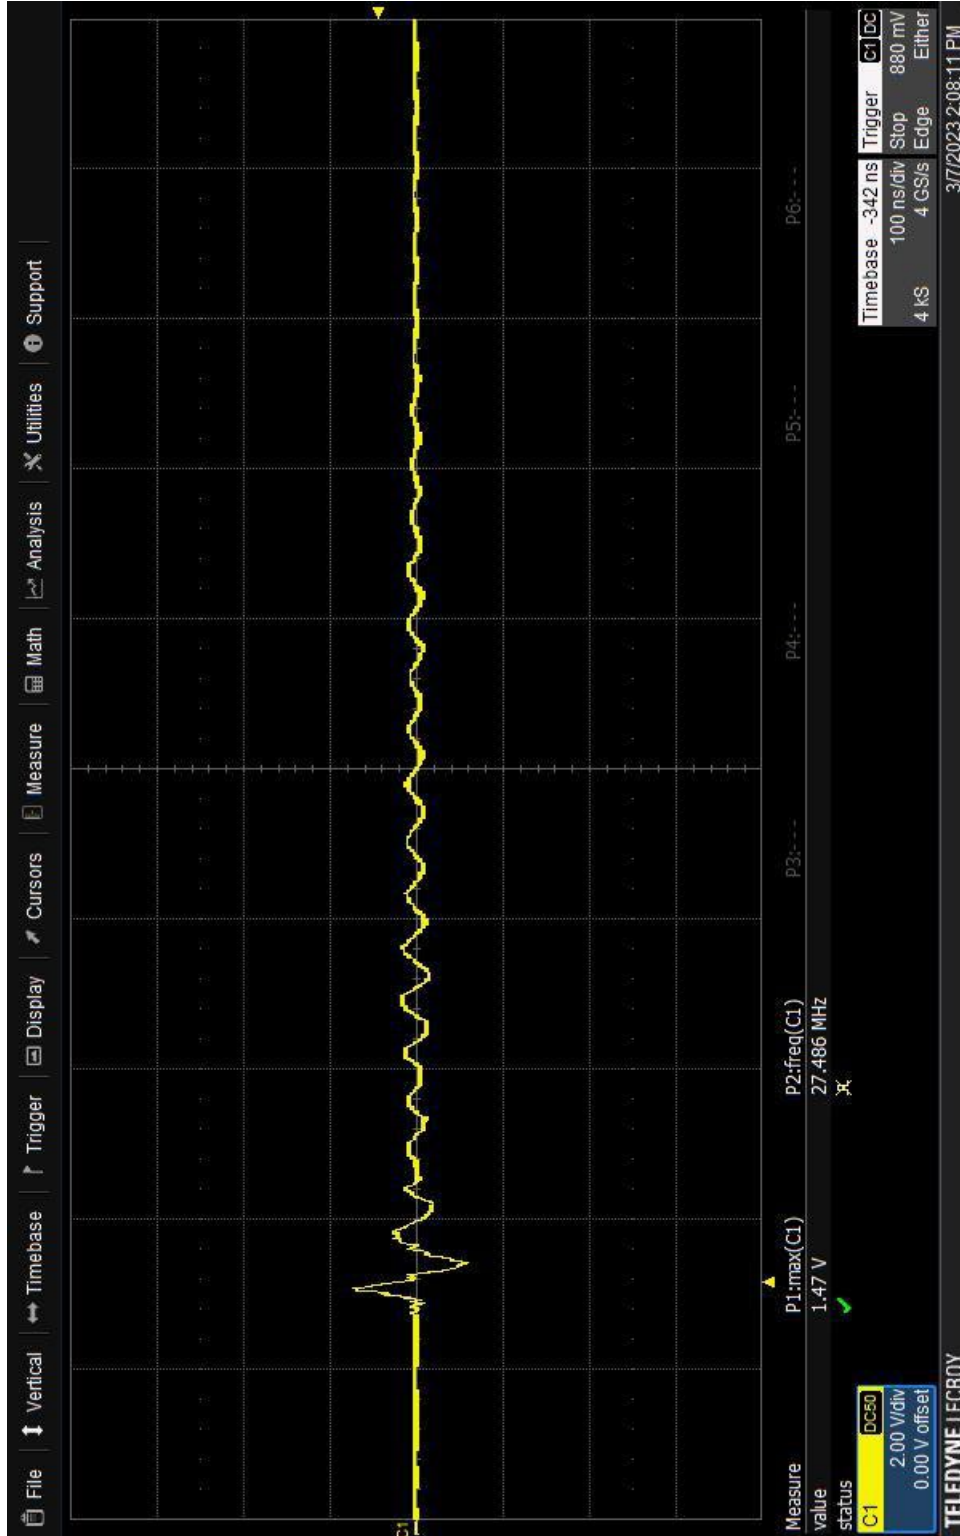 File Vertical Timebase Trigger Display Cursors Measure Math Analysis Utilities Support
C1
Measure P1:max(C1) P2:freq(C1) P3:--- P4:--- P5:--- P6:---
value 1.47 V 27.486 MHz
status
C1 DC50
2.00 V/div
0.00 V offset
Timebase -342 ns
100 ns/div
4 kS 4 GS/s
Trigger C1 DC
Stop 880 mV
Edge Either
TELEDYNE LECROY 3/7/2023 2:08:11 PM